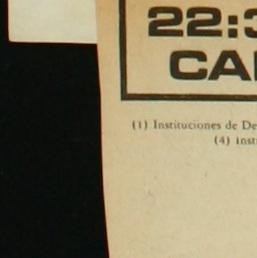 22:3
CA
(1) Instituciones de De
(4) inst